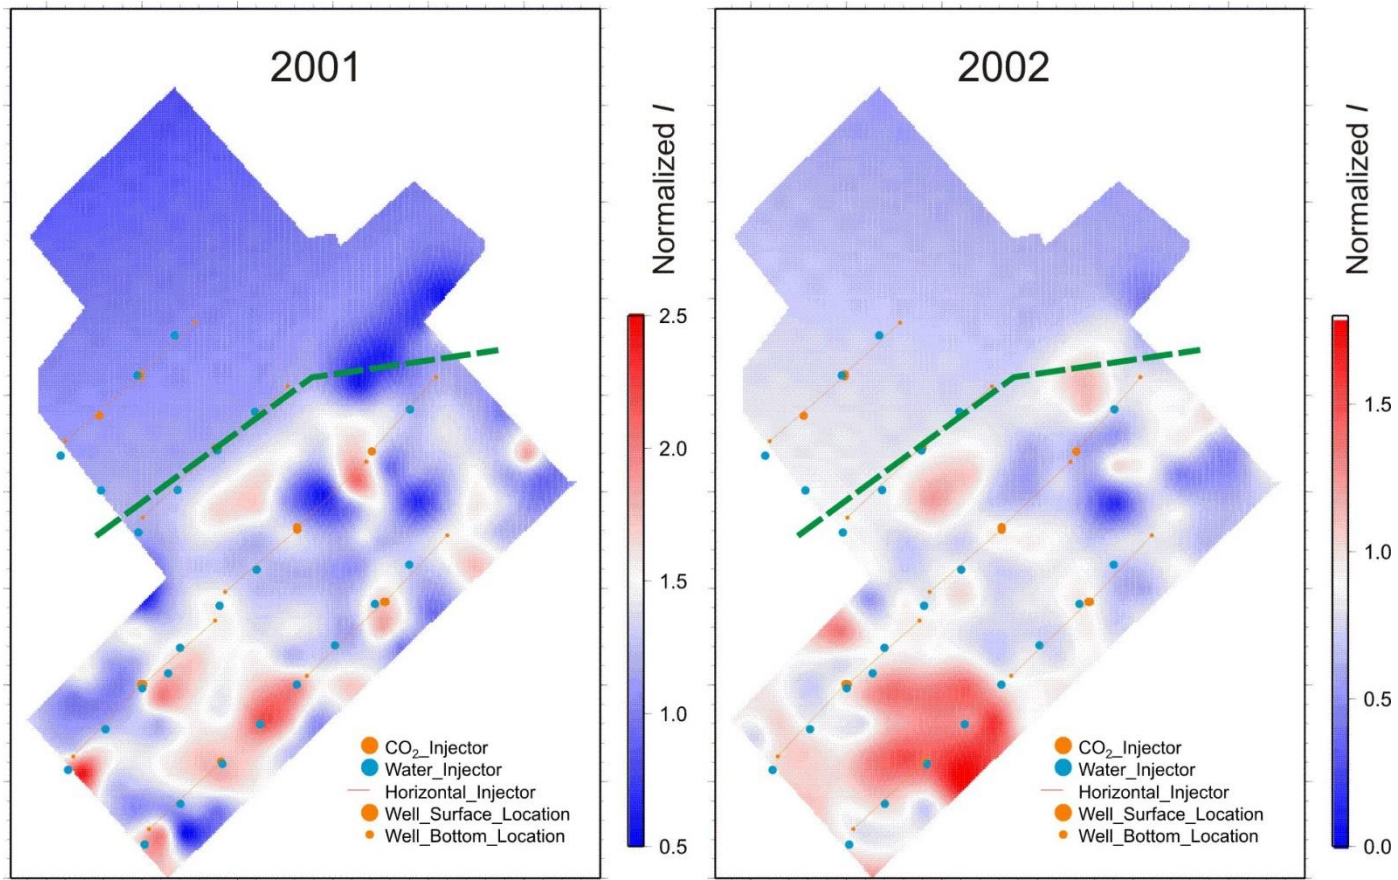 2001
Normalized I
2.5
2.0
1.5
1.0
0.5
CO₂_Injector
Water_Injector
Horizontal_Injector
Well_Surface_Location
Well_Bottom_Location
2002
Normalized I
1.5
1.0
0.5
0.0
CO₂_Injector
Water_Injector
Horizontal_Injector
Well_Surface_Location
Well_Bottom_Location